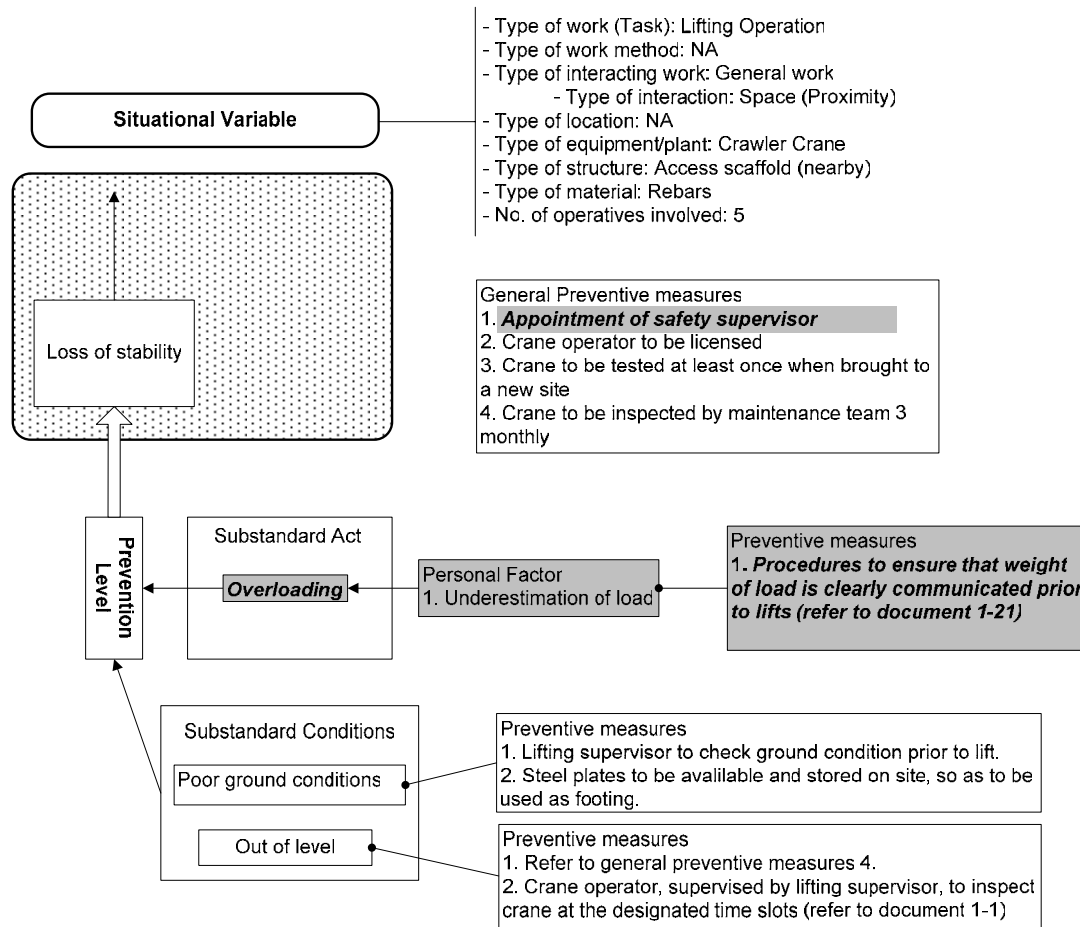 - Type of work (Task): Lifting Operation
- Type of work method: NA
- Type of interacting work: General work
- Type of interaction: Space (Proximity)
- Type of location: NA
- Type of equipment/plant: Crawler Crane
- Type of structure: Access scaffold (nearby)
- Type of material: Rebars
- No. of operatives involved: 5
Situational Variable
Loss of stability
General Preventive measures
1. Appointment of safety supervisor
2. Crane operator to be licensed
3. Crane to be tested at least once when brought to
a new site
4. Crane to be inspected by maintenance team 3
monthly
Prevention
Level
Substandard Act
Overloading
Personal Factor
1. Underestimation of load
Preventive measures
1. Procedures to ensure that weight
of load is clearly communicated prior
to lifts (refer to document 1-21)
Substandard Conditions
Poor ground conditions
Out of level
Preventive measures
1. Lifting supervisor to check ground condition prior to lift.
2. Steel plates to be avalilable and stored on site, so as to be
used as footing.
Preventive measures
1. Refer to general preventive measures 4.
2. Crane operator, supervised by lifting supervisor, to inspect
crane at the designated time slots (refer to document 1-1)